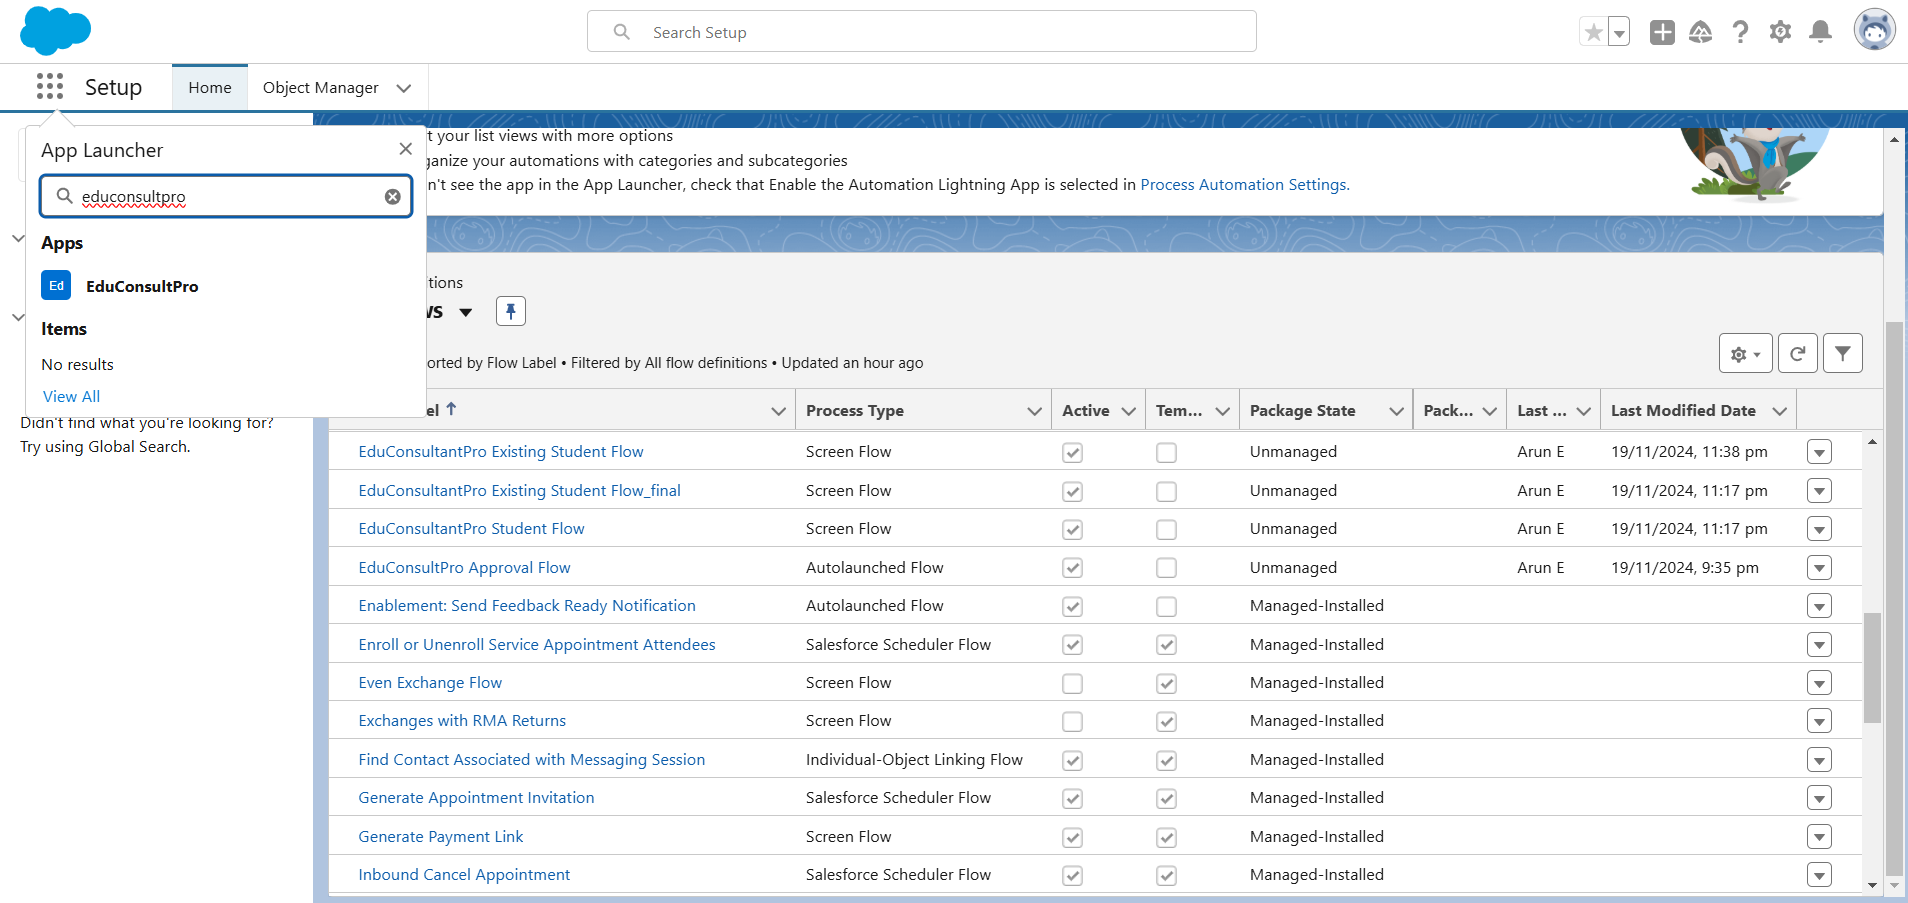 Search Setup
Setup
Home
Object Manager
App Launcher
educonsultpro
Apps
Ed
EduConsultPro
Items
No results
View All
Didn't find what you're looking for?
Try using Global Search.
t your list views with more options
ganize your automations with categories and subcategories
n't see the app in the App Launcher, check that Enable the Automation Lightning App is selected in Process Automation Settings.
itions
ws
orted by Flow Label • Filtered by All flow definitions • Updated an hour ago
el Process Type Active Tem... Package State Pack... Last ... Last Modified Date
EduConsultantPro Existing Student Flow Screen Flow Unmanaged Arun E 19/11/2024, 11:38 pm
EduConsultantPro Existing Student Flow_final Screen Flow Unmanaged Arun E 19/11/2024, 11:17 pm
EduConsultantPro Student Flow Screen Flow Unmanaged Arun E 19/11/2024, 11:17 pm
EduConsultPro Approval Flow Autolaunched Flow Unmanaged Arun E 19/11/2024, 9:35 pm
Enablement: Send Feedback Ready Notification Autolaunched Flow Managed-Installed
Enroll or Unenroll Service Appointment Attendees Salesforce Scheduler Flow Managed-Installed
Even Exchange Flow Screen Flow Managed-Installed
Exchanges with RMA Returns Screen Flow Managed-Installed
Find Contact Associated with Messaging Session Individual-Object Linking Flow Managed-Installed
Generate Appointment Invitation Salesforce Scheduler Flow Managed-Installed
Generate Payment Link Screen Flow Managed-Installed
Inbound Cancel Appointment Salesforce Scheduler Flow Managed-Installed